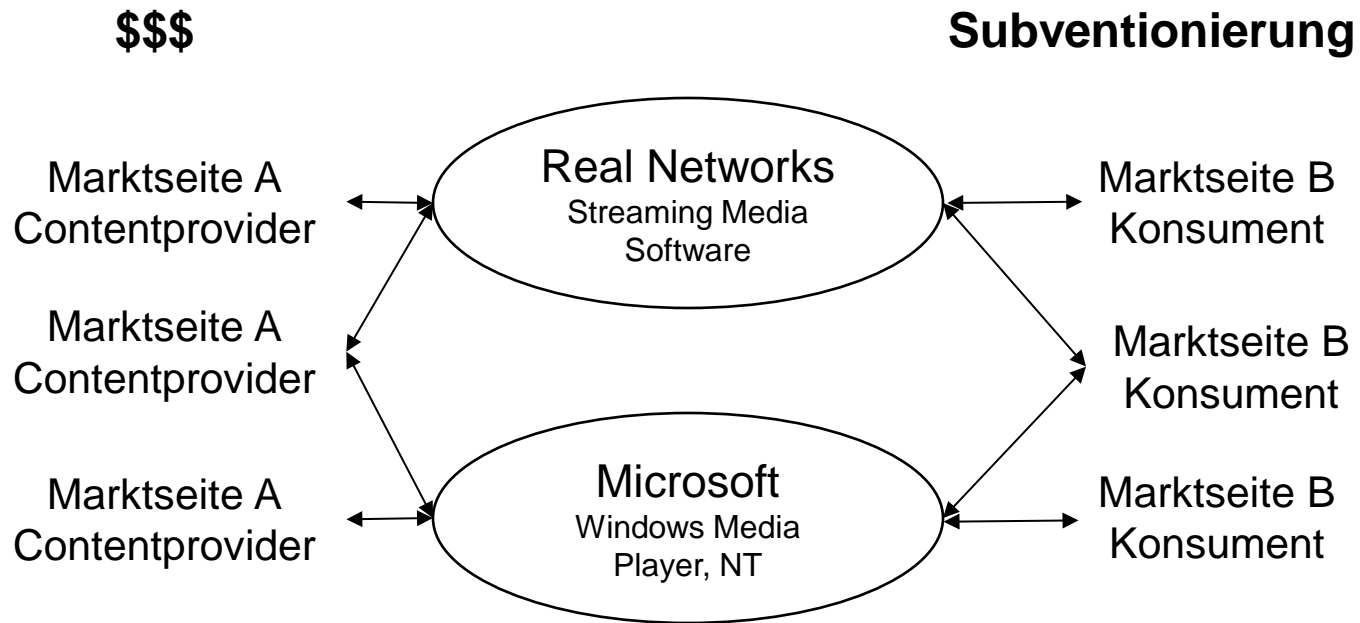 $$$
Subventionierung
Marktseite A
Contentprovider
Real Networks
Streaming Media
Software
Marktseite B
Konsument
Marktseite A
Contentprovider
Marktseite B
Konsument
Marktseite A
Contentprovider
Microsoft
Windows Media
Player, NT
Marktseite B
Konsument